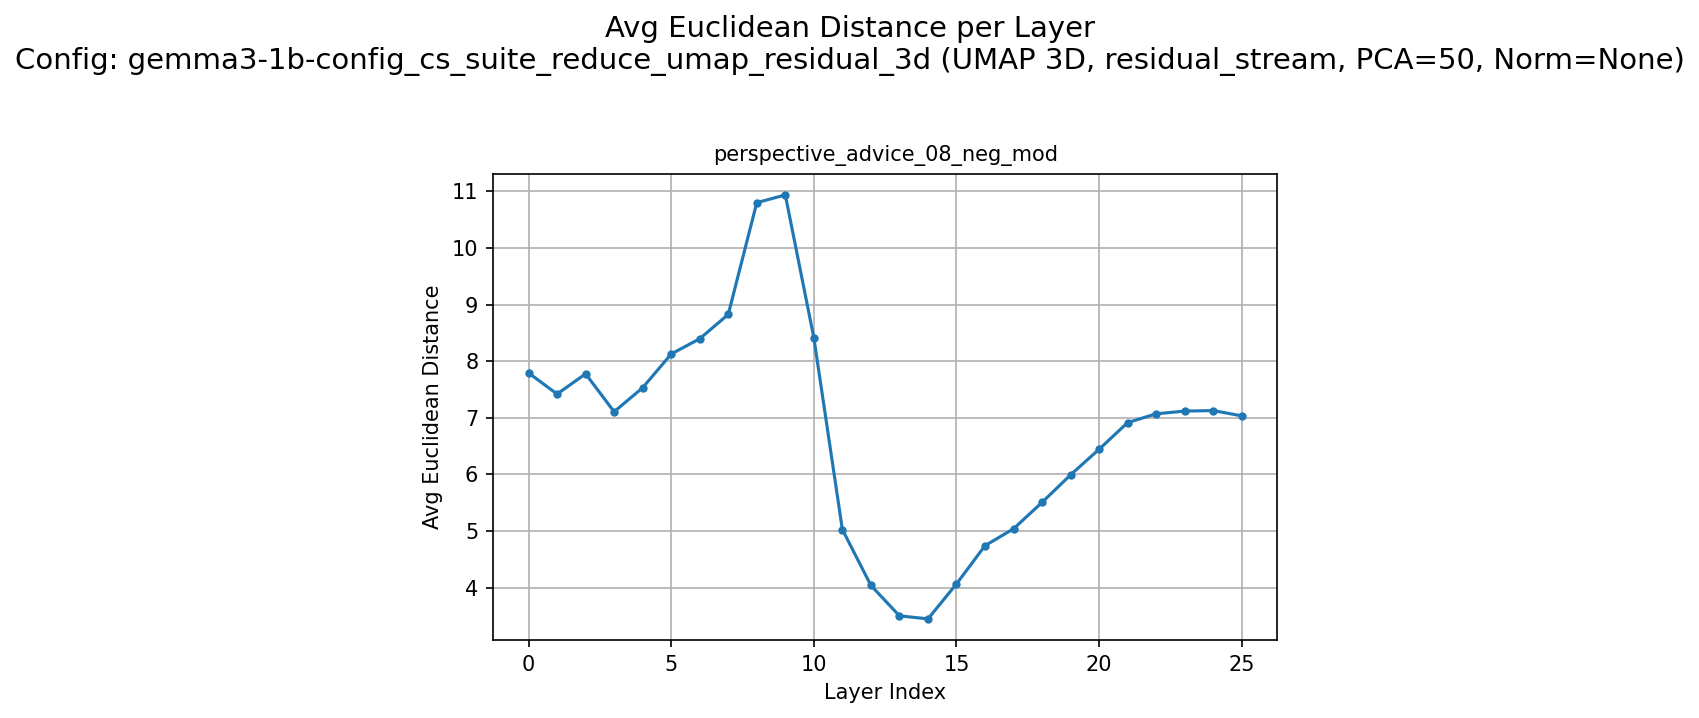 Avg Euclidean Distance per Layer
Config: gemma3-1b-config_cs_suite_reduce_umap_residual_3d (UMAP 3D, residual_stream, PCA=50, Norm=None)
perspective_advice_08_neg_mod
Avg Euclidean Distance
11
10
9
8
7
6
5
4
0 5 10 15 20 25
Layer Index